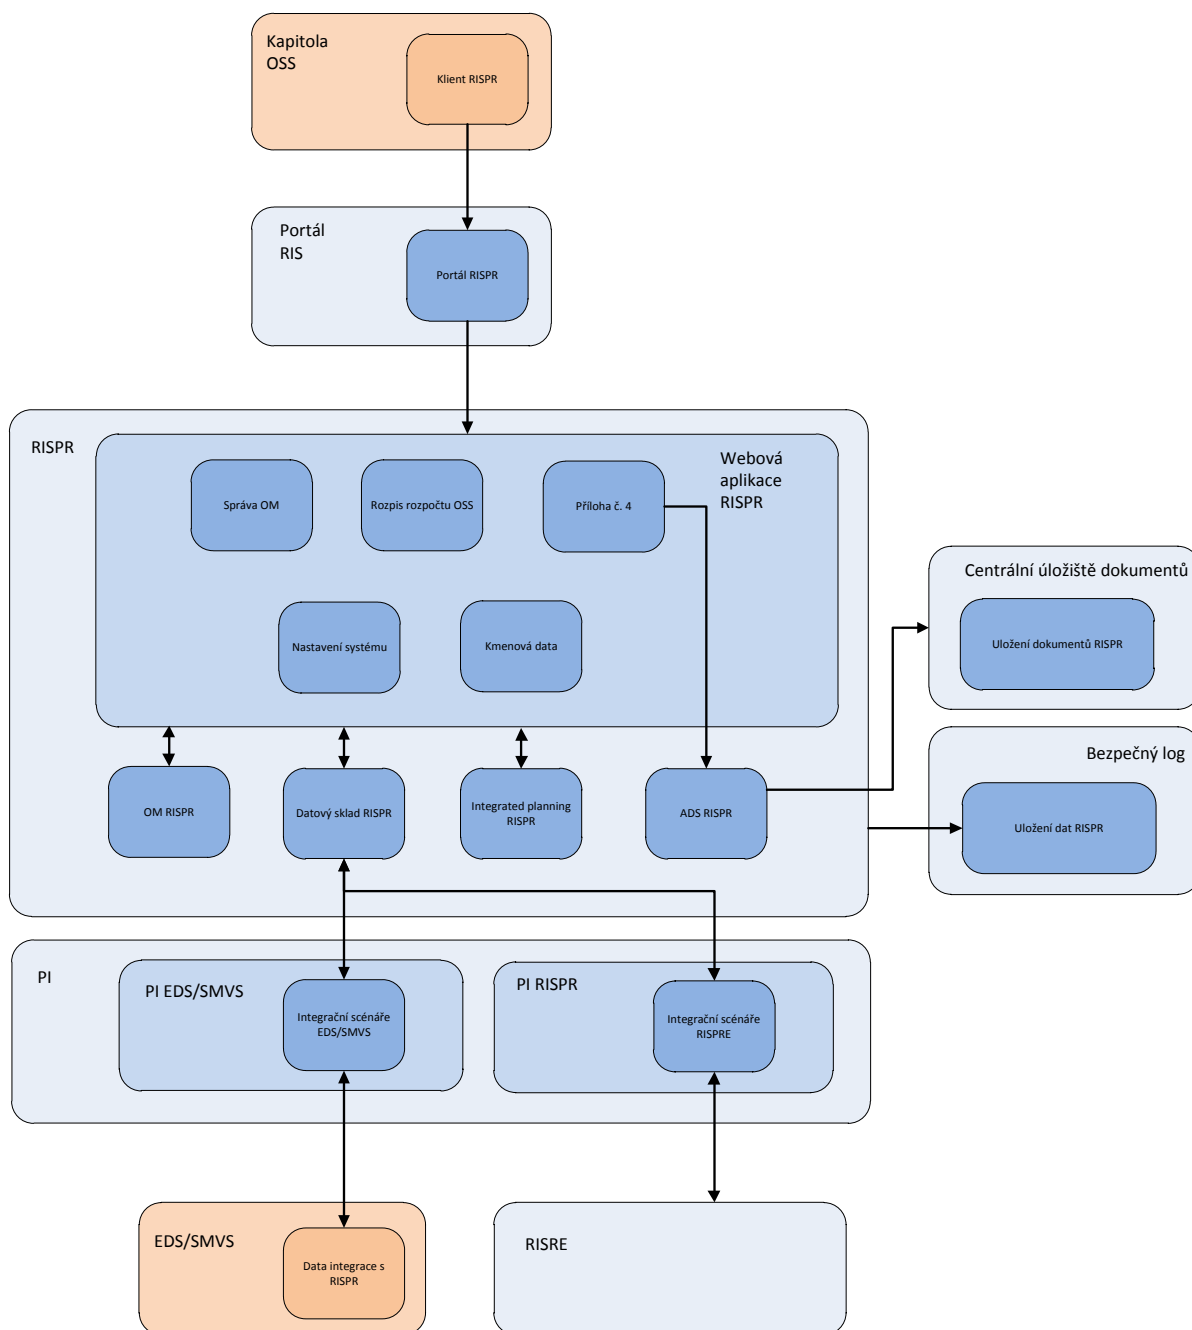 Kapitola
OSS
Klient RISPR
Portál
RIS
Portál RISPR
RISPR
Webová
aplikace
RISPR
Správa OM
Rozpis rozpočtu OSS
Příloha č. 4
Nastavení systému
Kmenová data
Centrální úložiště dokumentů
Uložení dokumentů RISPR
Bezpečný log
Uložení dat RISPR
OM RISPR
Datový sklad RISPR
Integrated planning
RISPR
ADS RISPR
PI
PI EDS/SMVS
Integrační scénáře
EDS/SMVS
PI RISPR
Integrační scénáře
RISPRE
EDS/SMVS
Data integrace s
RISPR
RISRE